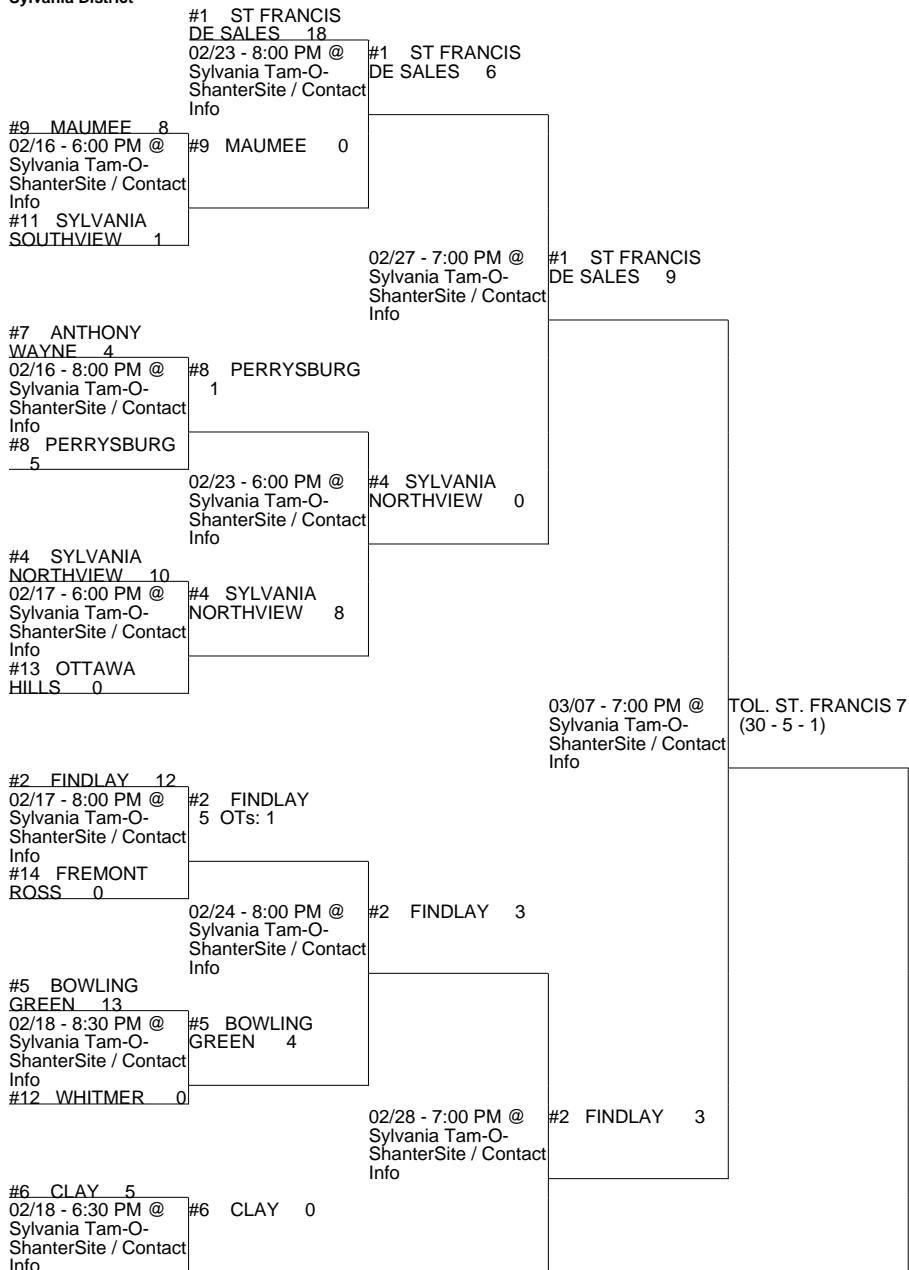 Sylvania District
#1 ST FRANCIS
DE SALES 18
02/23 - 8:00 PM @
Sylvania Tam-O-
ShanterSite / Contact
Info
#1 ST FRANCIS
DE SALES 6
#9 MAUMEE 8
02/16 - 6:00 PM @
Sylvania Tam-O-
ShanterSite / Contact
Info
#9 MAUMEE 0
#11 SYLVANIA
SOUTHVIEW 1
02/27 - 7:00 PM @
Sylvania Tam-O-
ShanterSite / Contact
Info
#1 ST FRANCIS
DE SALES 9
#7 ANTHONY
WAYNE 4
02/16 - 8:00 PM @
Sylvania Tam-O-
ShanterSite / Contact
Info
#8 PERRYSBURG
1
#8 PERRYSBURG
5
02/23 - 6:00 PM @
Sylvania Tam-O-
ShanterSite / Contact
Info
#4 SYLVANIA
NORTHVIEW 0
#4 SYLVANIA
NORTHVIEW 10
02/17 - 6:00 PM @
Sylvania Tam-O-
ShanterSite / Contact
Info
#4 SYLVANIA
NORTHVIEW 8
#13 OTTAWA
HILLS 0
03/07 - 7:00 PM @
Sylvania Tam-O-
ShanterSite / Contact
Info
TOL. ST. FRANCIS 7
(30 - 5 - 1)
#2 FINDLAY 12
02/17 - 8:00 PM @
Sylvania Tam-O-
ShanterSite / Contact
Info
#2 FINDLAY
5 OTs: 1
#14 FREMONT
ROSS 0
02/24 - 8:00 PM @
Sylvania Tam-O-
ShanterSite / Contact
Info
#2 FINDLAY 3
#5 BOWLING
GREEN 13
02/18 - 8:30 PM @
Sylvania Tam-O-
ShanterSite / Contact
Info
#5 BOWLING
GREEN 4
#12 WHITMER 0
02/28 - 7:00 PM @
Sylvania Tam-O-
ShanterSite / Contact
Info
#2 FINDLAY 3
#6 CLAY 5
02/18 - 6:30 PM @
Sylvania Tam-O-
ShanterSite / Contact
Info
#6 CLAY 0